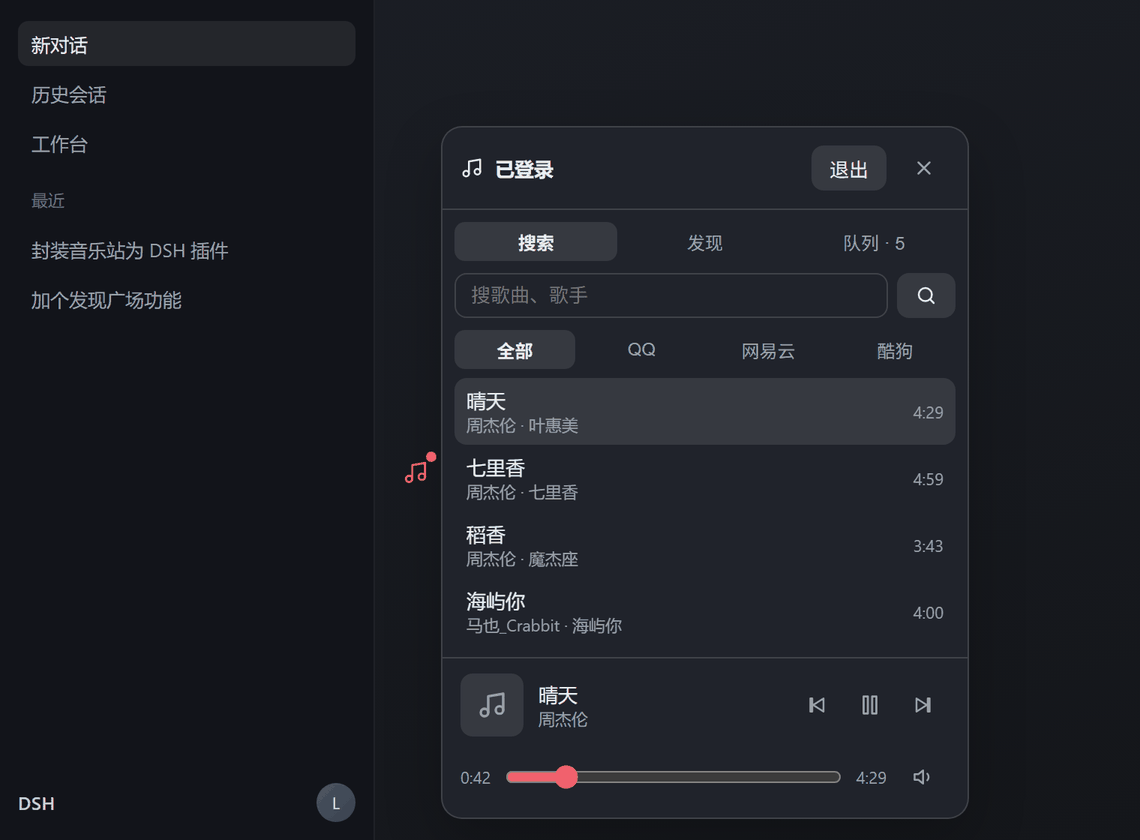 新对话
历史会话
工作台
最近
封装音乐站为 DSH 插件
加个发现广场功能
DSH
L
已登录
退出
搜索
发现
队列 · 5
搜歌曲、歌手
全部
QQ
网易云
酷狗
晴天
周杰伦 · 叶惠美
4:29
七里香
周杰伦 · 七里香
4:59
稻香
周杰伦 · 魔杰座
3:43
海屿你
马也_Crabbit · 海屿你
4:00
晴天
周杰伦
0:42
4:29